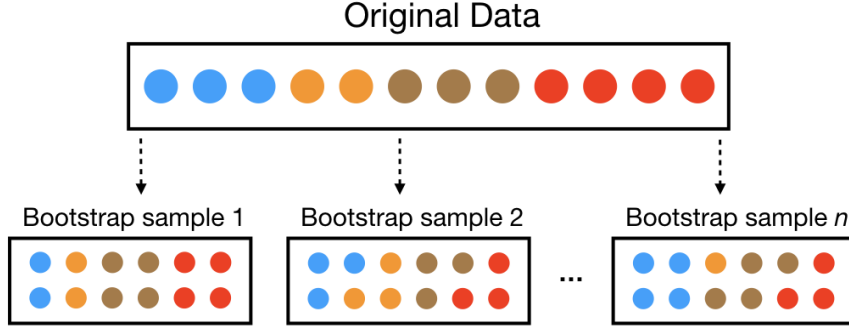 Original Data
Bootstrap sample 1
Bootstrap sample 2
...
Bootstrap sample n